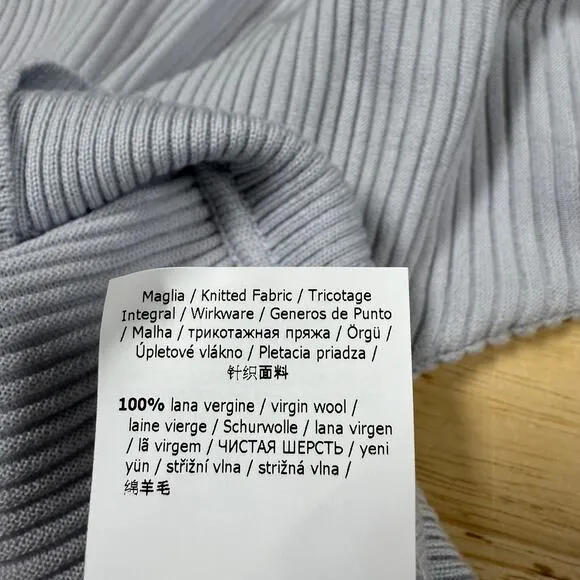 Maglia / Knitted Fabric / Tricotage
Integral / Wirkware / Generos de Punto
/ Malha / трикотажная пряжа / Örgü /
Úpletové vlákno / Pletacia priadza /
针织面料
100% lana vergine / virgin wool /
laine vierge / Schurwolle / lana virgen
/ lã virgem / ЧИСТАЯ ШЕРСТЬ / yeni
yün / střižní vlna / strižná vlna /
绵羊毛